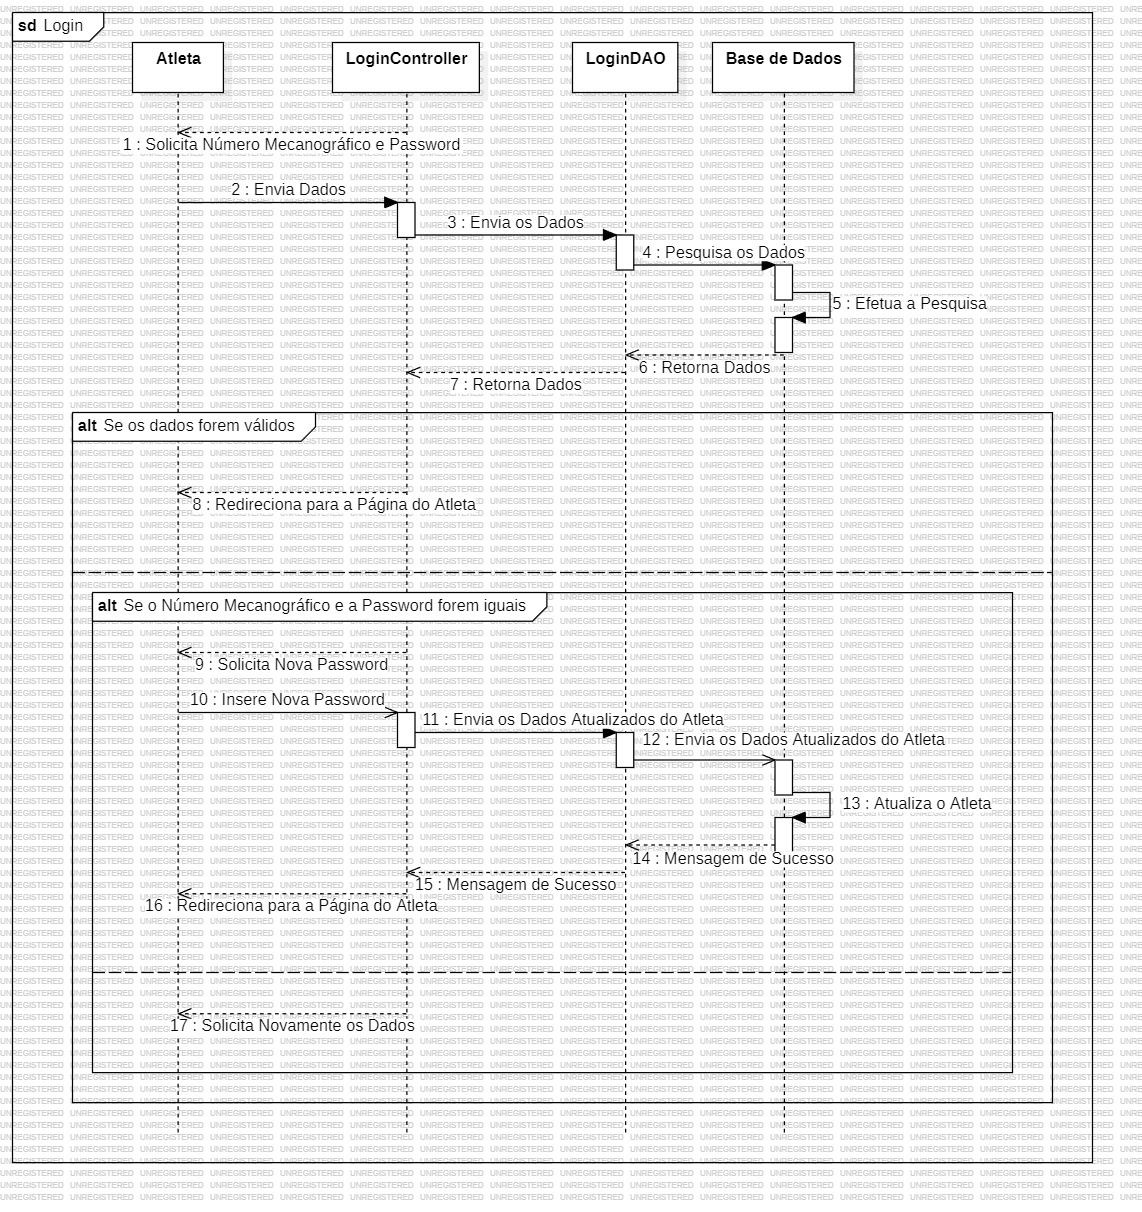 sd Login
Atleta
LoginController
LoginDAO
Base de Dados
1 : Solicita Número Mecanográfico e Password
2 : Envia Dados
3 : Envia os Dados
4 : Pesquisa os Dados
5 : Efetua a Pesquisa
6 : Retorna Dados
7 : Retorna Dados
alt Se os dados forem válidos
8 : Redireciona para a Página do Atleta
alt Se o Número Mecanográfico e a Password forem iguais
9 : Solicita Nova Password
10 : Insere Nova Password
11 : Envia os Dados Atualizados do Atleta
12 : Envia os Dados Atualizados do Atleta
13 : Atualiza o Atleta
14 : Mensagem de Sucesso
15 : Mensagem de Sucesso
16 : Redireciona para a Página do Atleta
17 : Solicita Novamente os Dados
UNREGISTERED